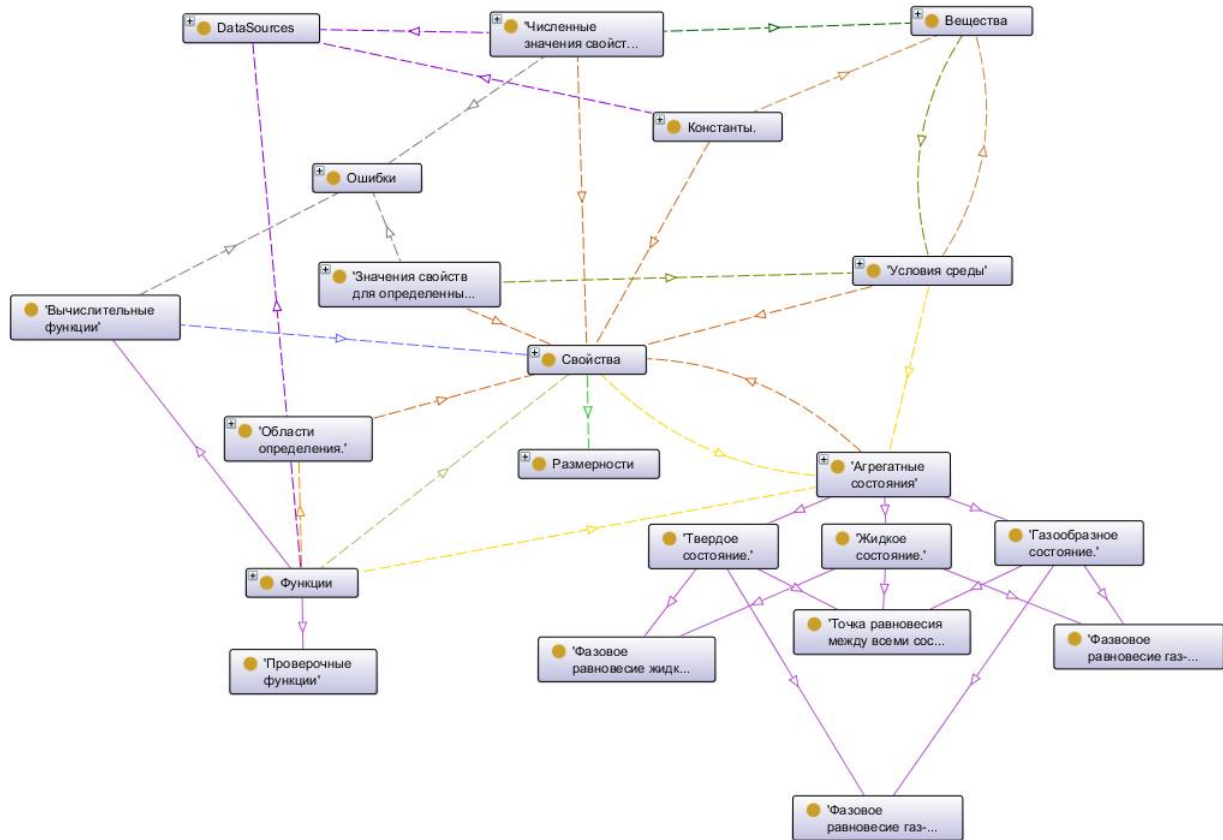 DataSources
'Численные
значения свойст...
Вещества
Константы.
Ошибки
'Значения свойств
для определенны...
'Условия среды'
'Вычислительные
функции'
Свойства
'Области
определения.'
Размерности
'Агрегатные
состояния'
'Твердое
состояние.'
'Жидкое
состояние.'
'Газообразное
состояние.'
Функции
'Точка равновесия
между всеми сос...
'Фазовое
равновесие жидк...
'Фазвовое
равновесие газ-...
'Проверочные
функции'
'Фазовое
равновесие газ-...